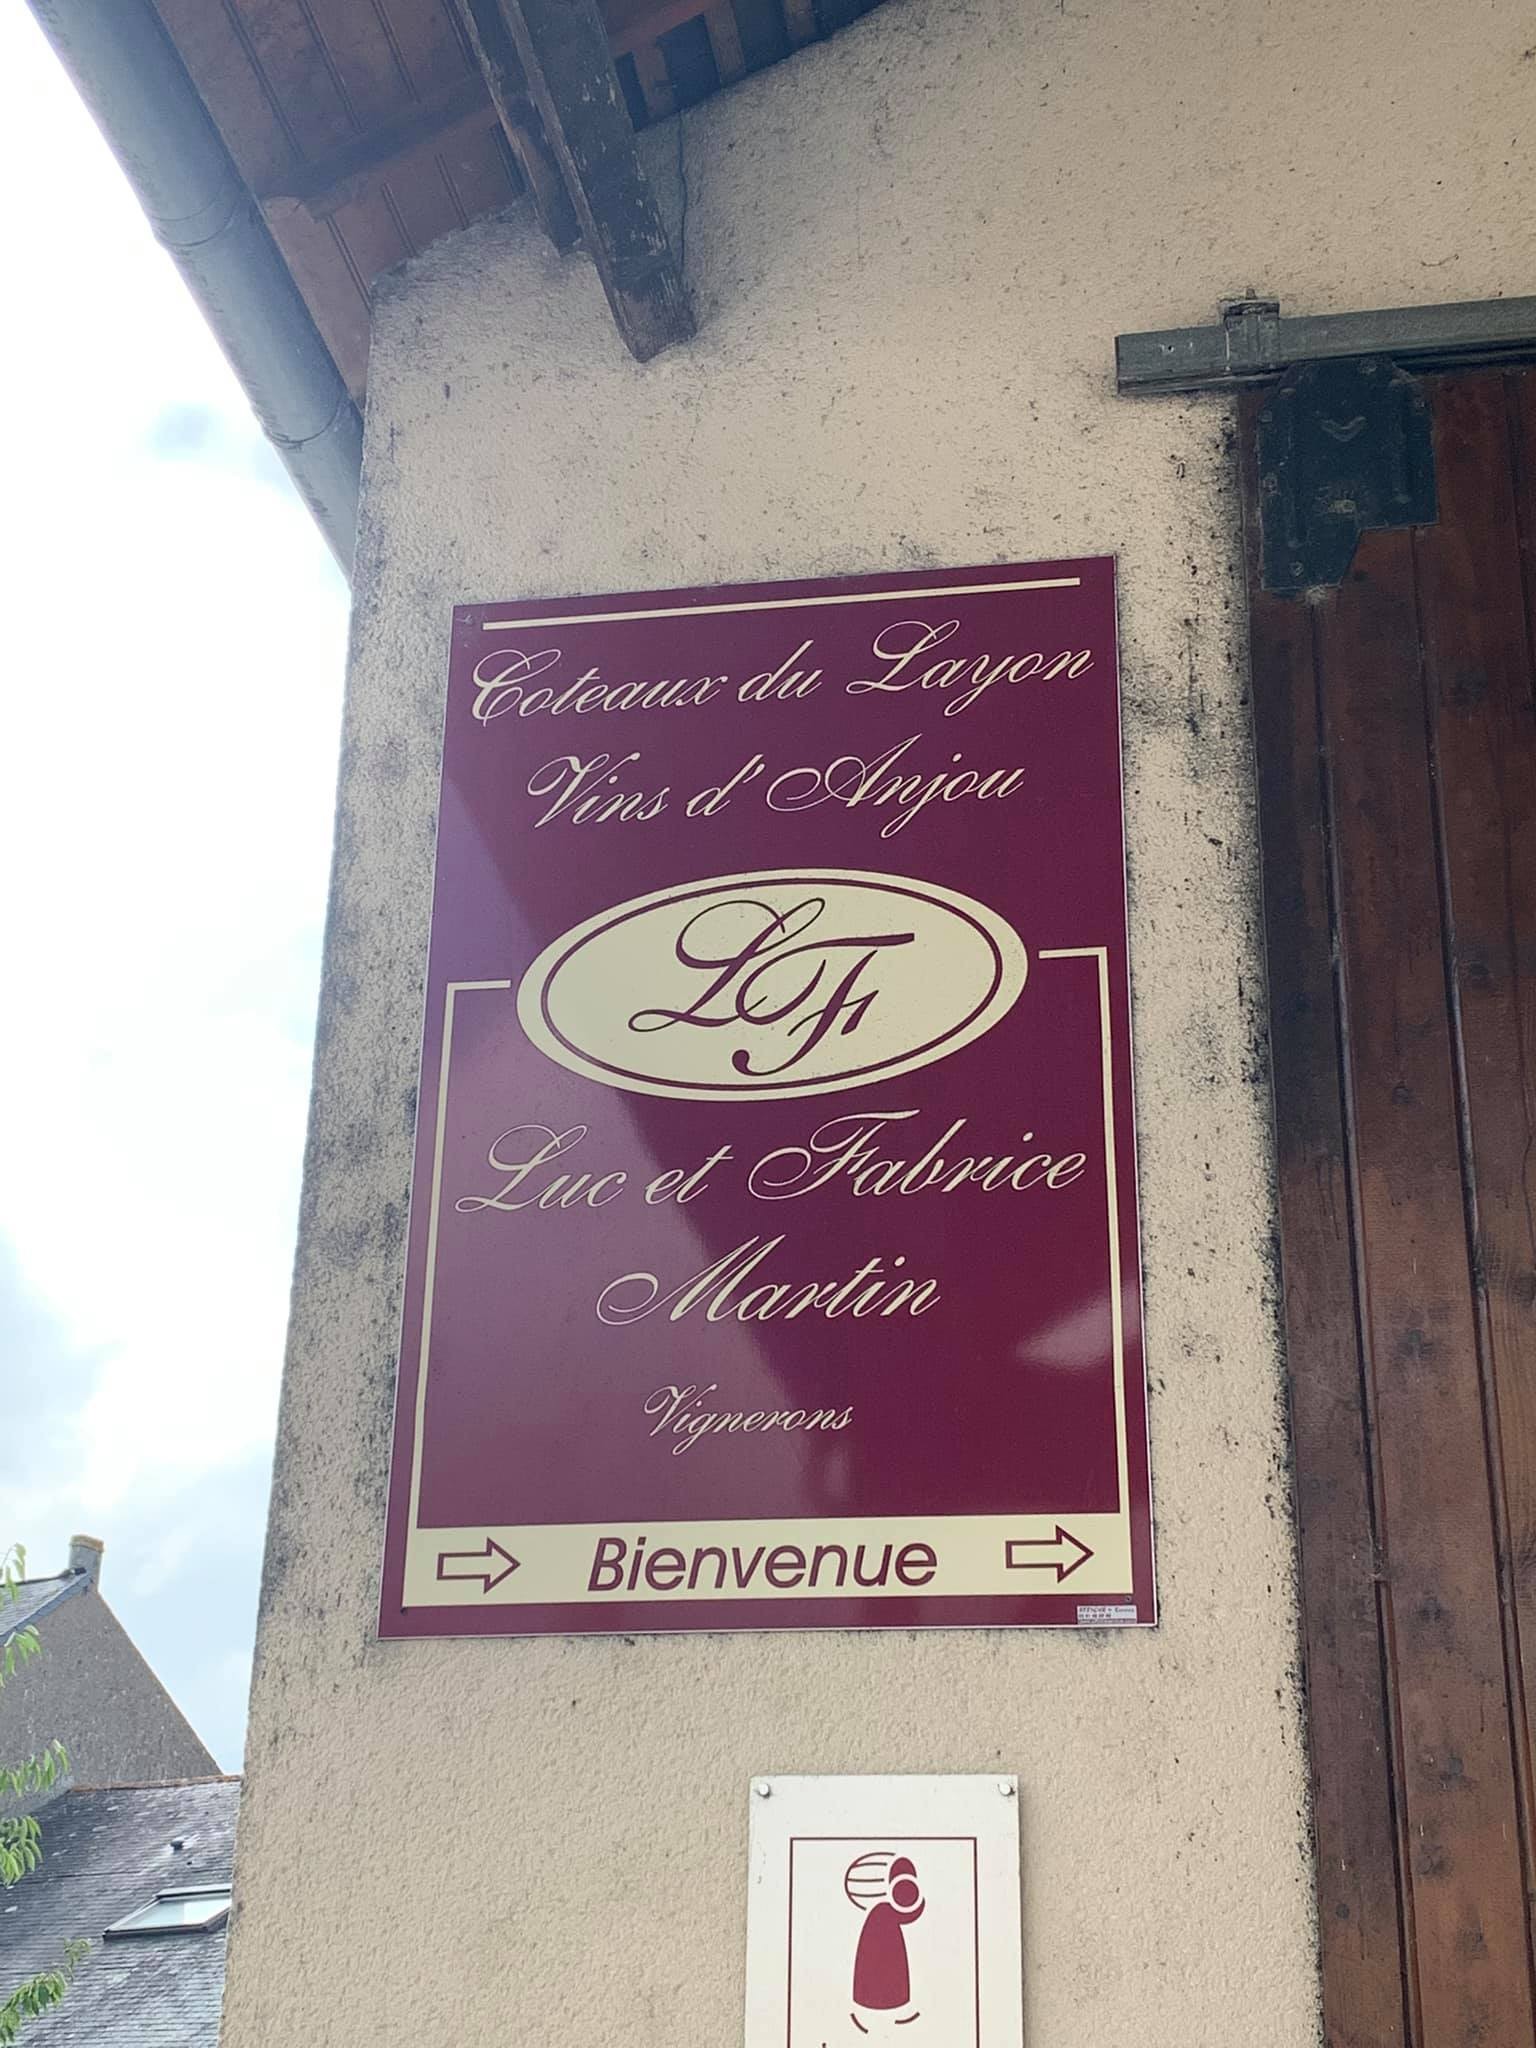 Coteaux du Layon
Vins d'Anjou
LF
Luc et Fabrice
Martin
Vignerons
Bienvenue